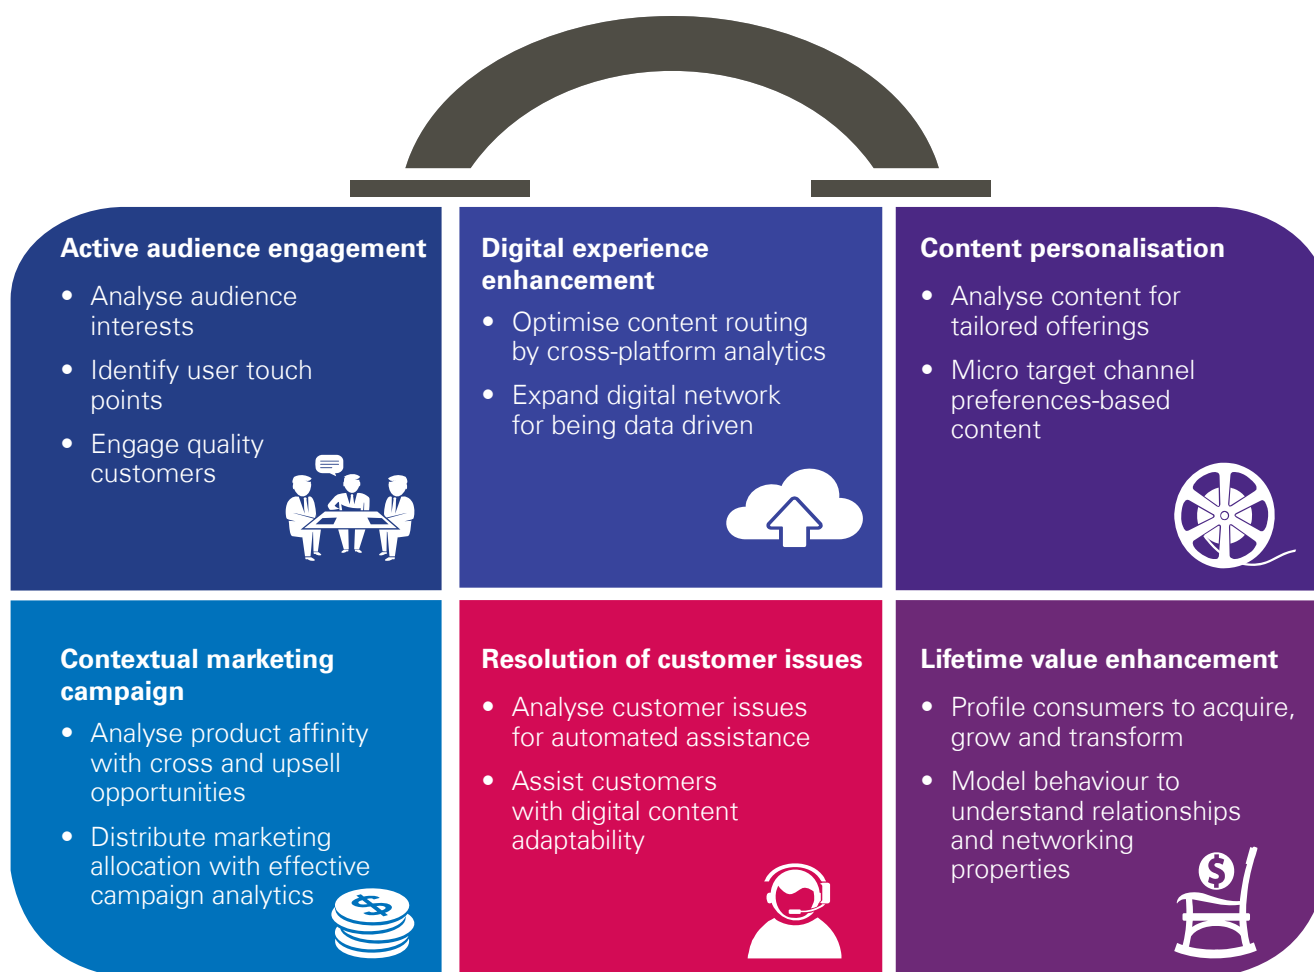 Active audience engagement
• Analyse audience
interests
• Identify user touch
points
• Engage quality
customers
Digital experience
enhancement
• Optimise content routing
by cross-platform analytics
• Expand digital network
for being data driven
Content personalisation
• Analyse content for
tailored offerings
• Micro target channel
preferences-based
content
Contextual marketing
campaign
• Analyse product affinity
with cross and upsell
opportunities
• Distribute marketing
allocation with effective
campaign analytics
$
Resolution of customer issues
• Analyse customer issues
for automated assistance
• Assist customers
with digital content
adaptability
Lifetime value enhancement
• Profile consumers to acquire,
grow and transform
• Model behaviour to
understand relationships
and networking
properties
$